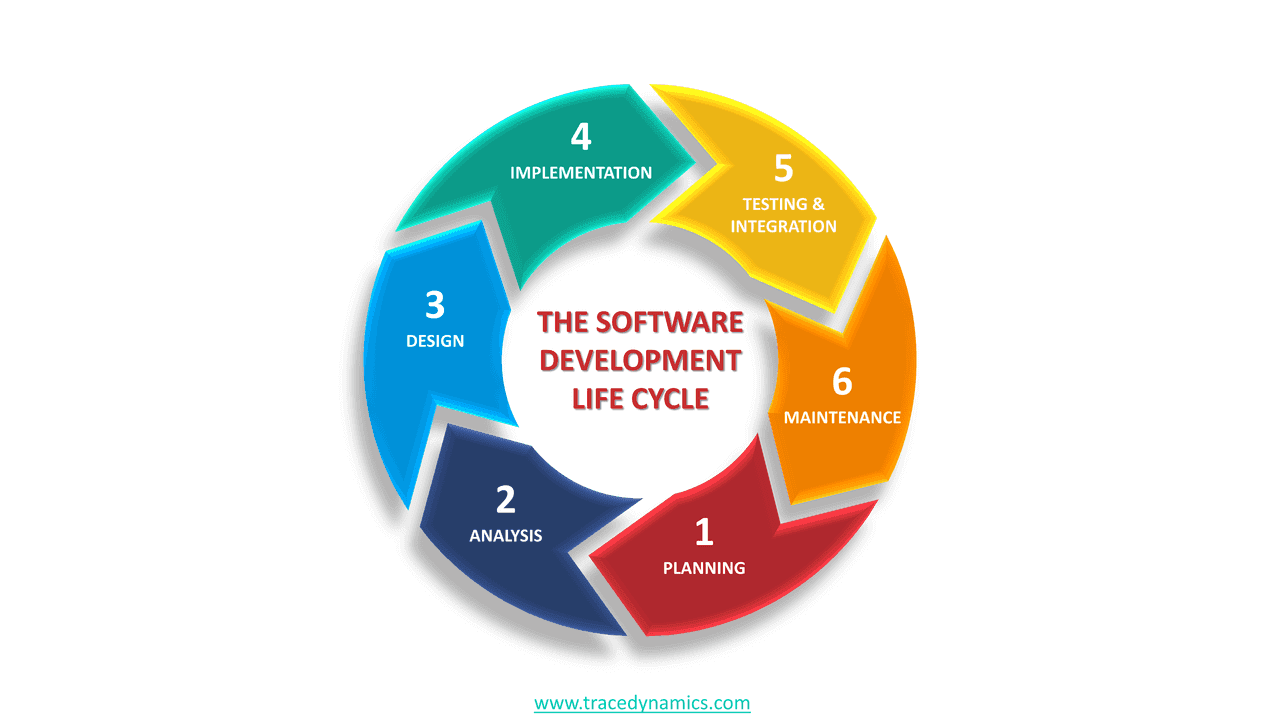 THE SOFTWARE
DEVELOPMENT
LIFE CYCLE
1
PLANNING
2
ANALYSIS
3
DESIGN
4
IMPLEMENTATION
5
TESTING &
INTEGRATION
6
MAINTENANCE
www.tracedynamics.com